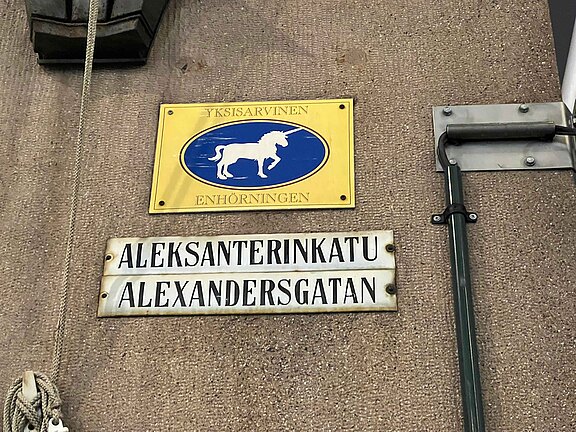 YKSISARVINEN
ENHÖRNINGEN
ALEKSANTERINKATU
ALEXANDERSGATAN